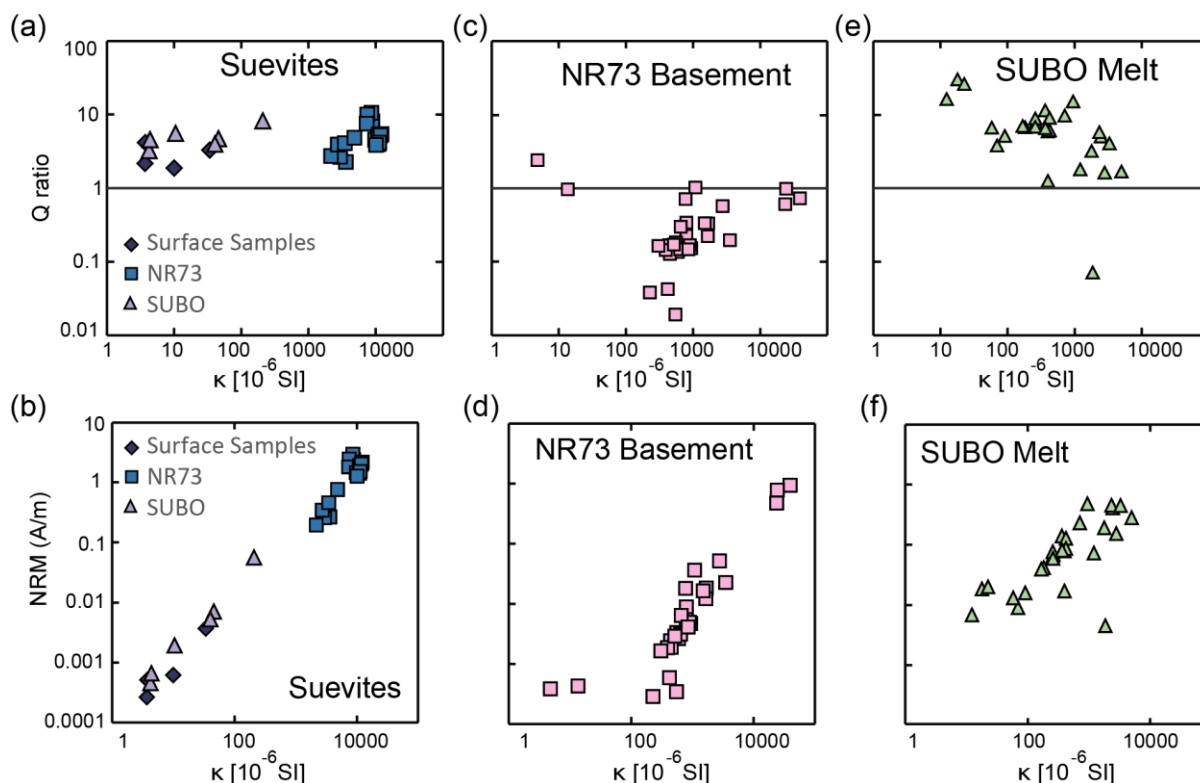 (a)
Suevites
100
10
1
0.1
0.01
Q ratio
Surface Samples
NR73
SUBO
1
10
100
1000
10000
κ [10⁻⁶SI]
(c)
NR73 Basement
1
10
100
1000
10000
κ [10⁻⁶SI]
(e)
SUBO Melt
1
10
100
1000
10000
κ [10⁻⁶SI]
(b)
10
1
0.1
0.01
0.001
0.0001
NRM (A/m)
Surface Samples
NR73
SUBO
Suevites
1
100
10000
κ [10⁻⁶SI]
(d)
NR73 Basement
1
100
10000
κ [10⁻⁶SI]
(f)
SUBO Melt
1
100
10000
κ [10⁻⁶SI]